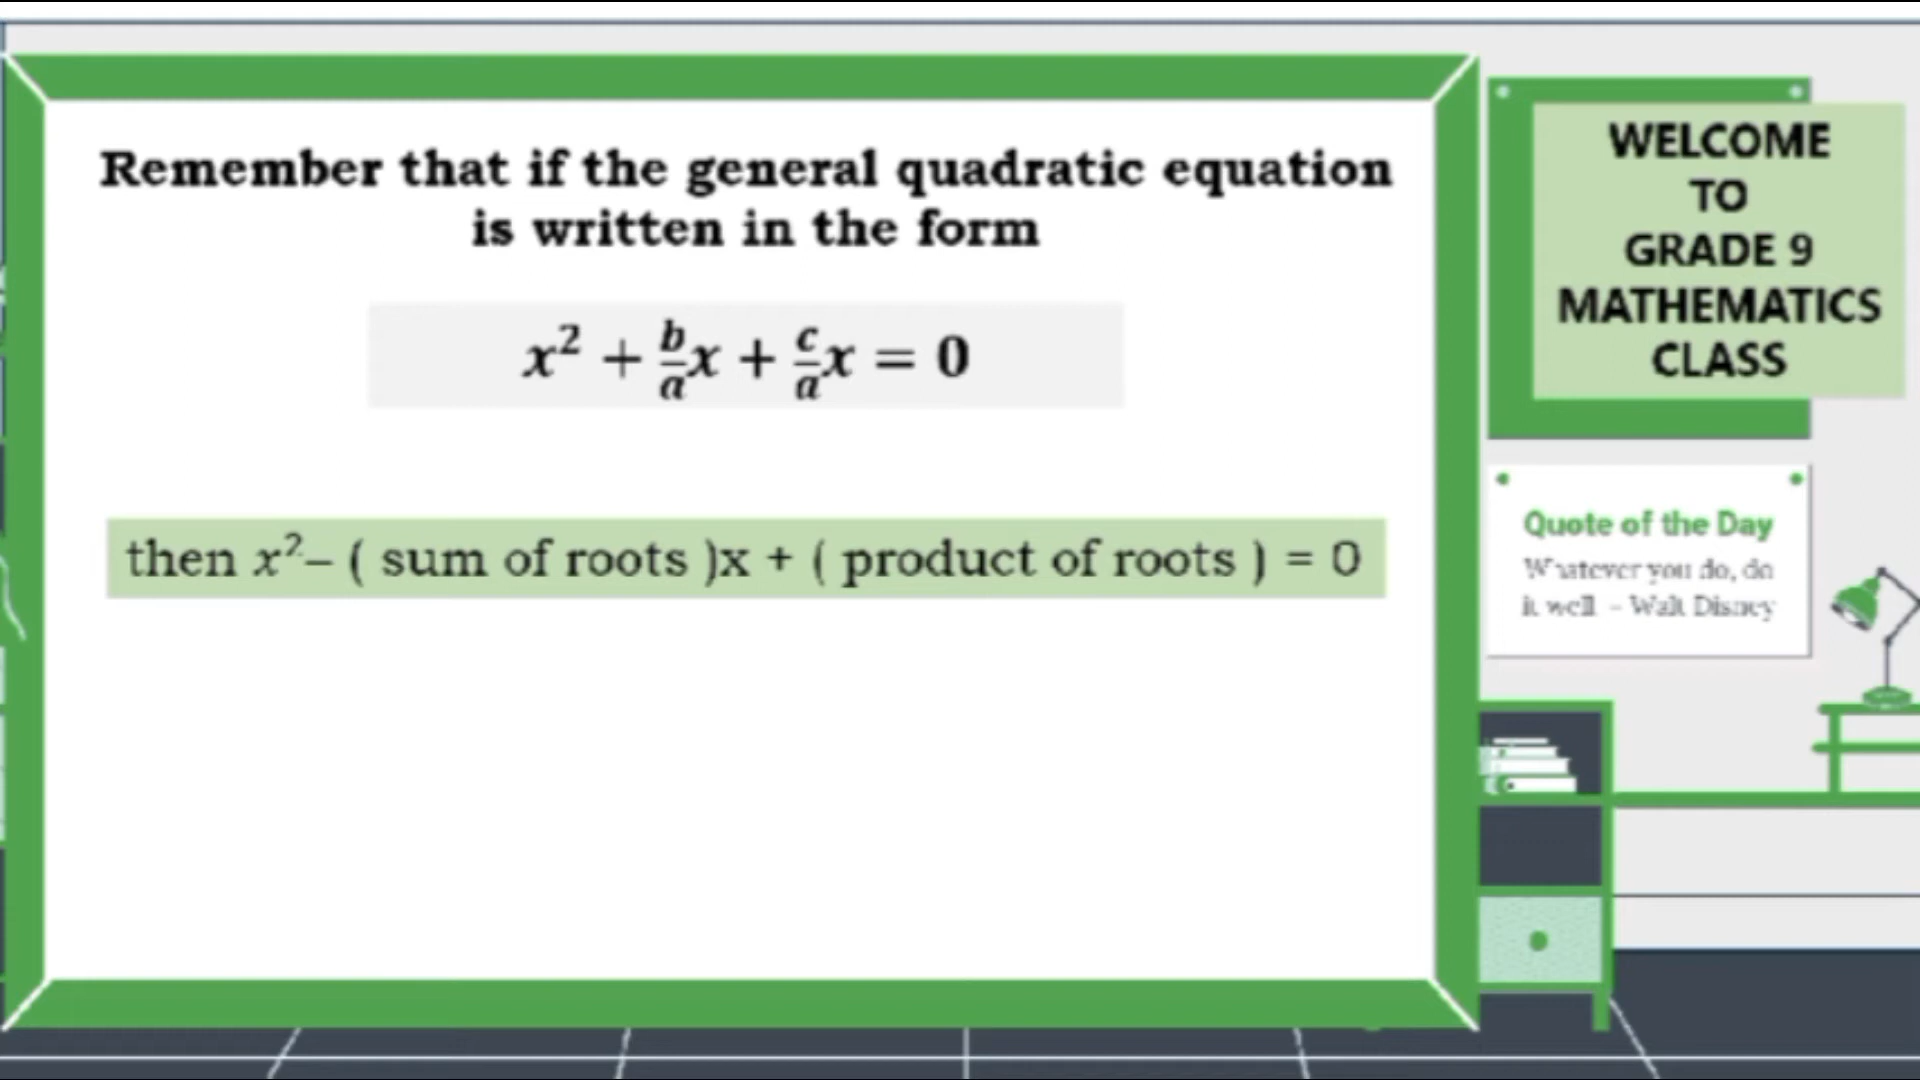 Remember that if the general quadratic equation
is written in the form
x² + b/a x + c/a x = 0
then x² – ( sum of roots )x + ( product of roots ) = 0
WELCOME
TO
GRADE 9
MATHEMATICS
CLASS
Quote of the Day
Whatever you do, do
it well – Walt Disney